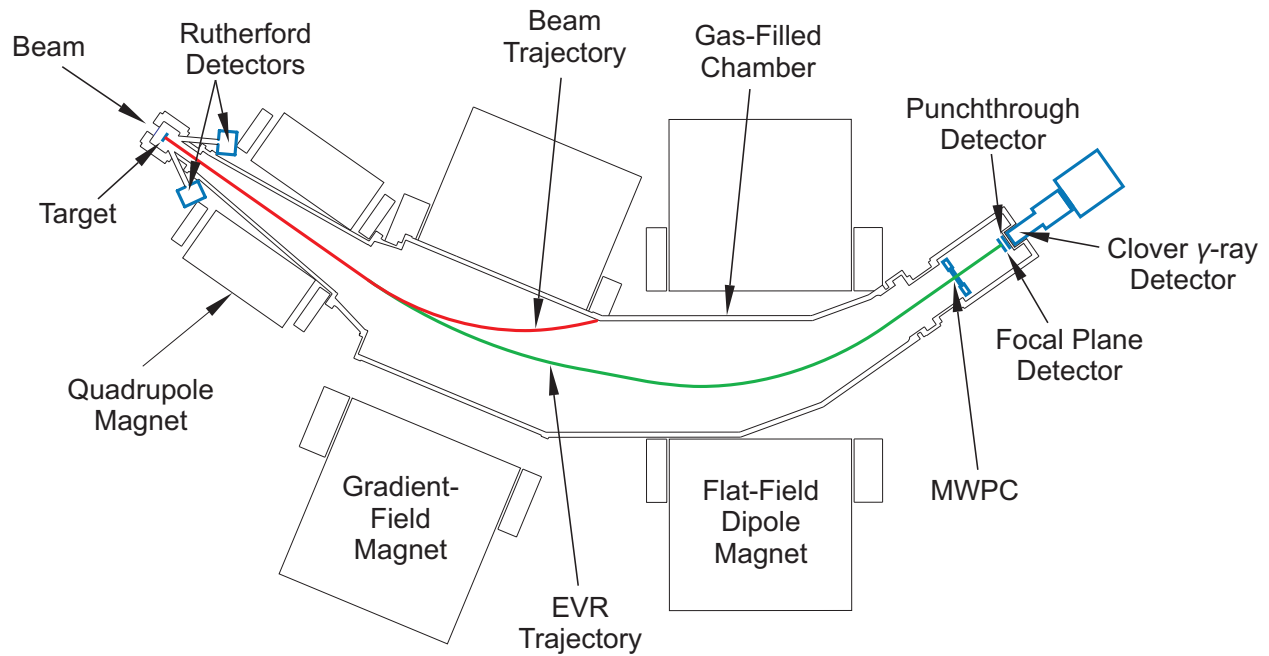 Beam
Rutherford
Detectors
Beam
Trajectory
Gas-Filled
Chamber
Punchthrough
Detector
Target
Clover γ-ray
Detector
Focal Plane
Detector
Quadrupole
Magnet
Gradient-
Field
Magnet
Flat-Field
Dipole
Magnet
MWPC
EVR
Trajectory